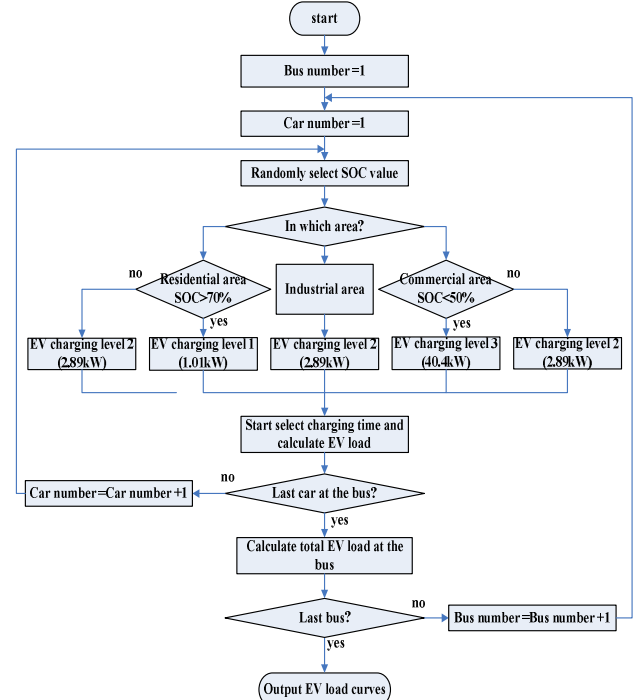 start
Bus number=1
Car number=1
Randomly select SOC value
In which area?
no
Residential area
SOC>70%
yes
Industrial area
Commercial area
SOC<50%
no
yes
EV charging level 2
(2.89kW)
EV charging level 1
(1.01kW)
EV charging level 2
(2.89kW)
EV charging level 3
(40.4kW)
EV charging level 2
(2.89kW)
Start select charging time and
calculate EV load
no
Car number=Car number+1
Last car at the bus?
yes
Calculate total EV load at the
bus
Last bus?
no
Bus number=Bus number+1
yes
Output EV load curves